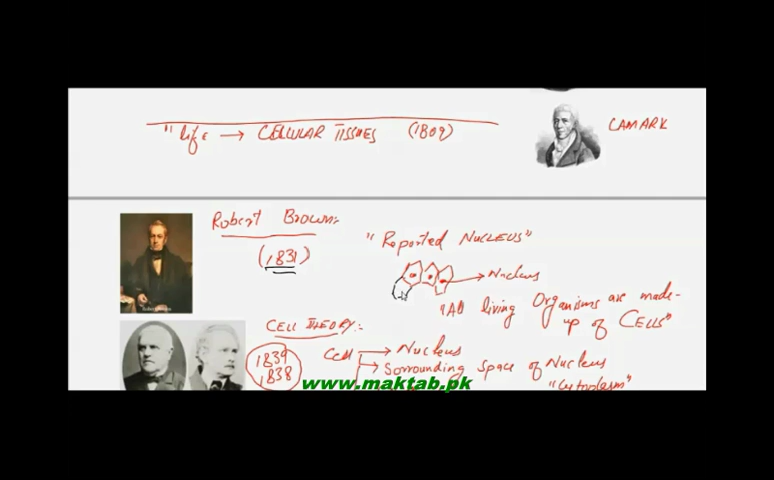 "life → CELLULAR TISSUES (1809)
LAMARK
Robert BROWN:-
(1831)
"Reported NUCLEUS"
→ Nucleus
"All living Organisms are made-
up of CELLS"
CELL THEORY:-
1839
1838
Cell → Nucleus
→ Sorrounding space of Nucleus
"Cytoplasm"
www.maktab.pk